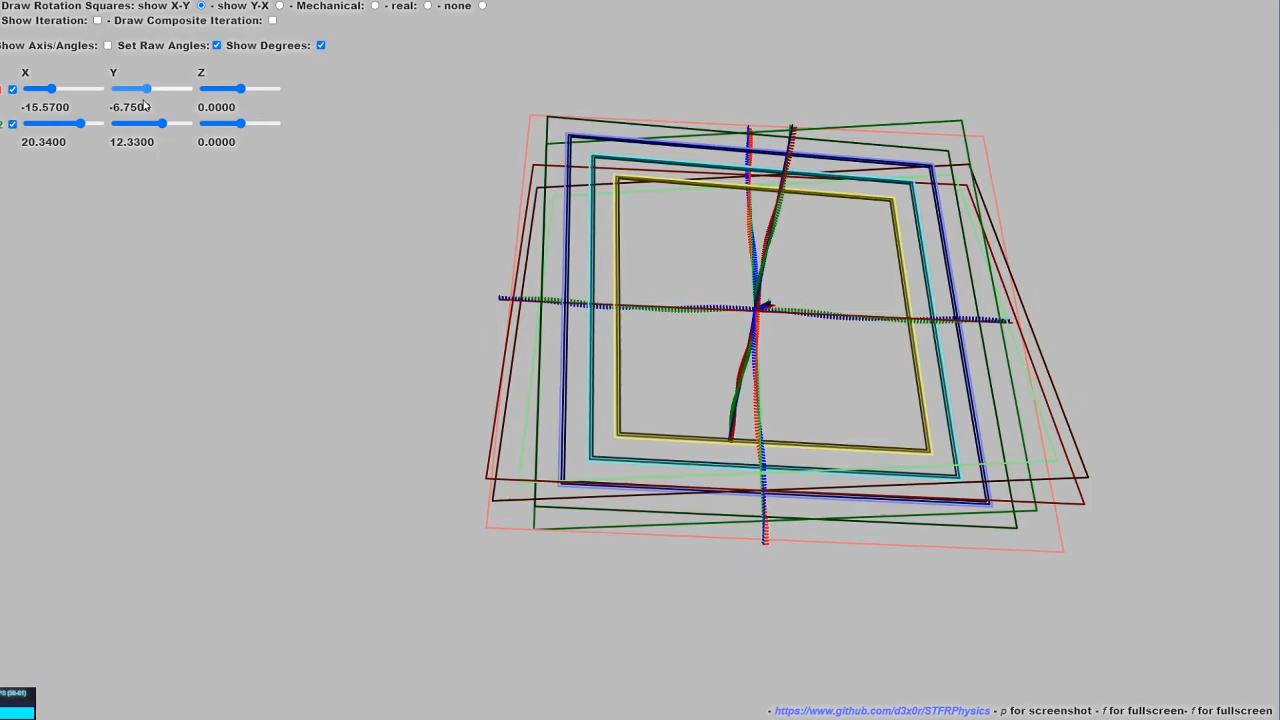 Draw Rotation Squares: show X-Y - show Y-X - Mechanical: - real: - none
Show Iteration: - Draw Composite Iteration:
how Axis/Angles: Set Raw Angles: Show Degrees:
X Y Z
-15.5700 -6.750 0.0000
2
20.3400 12.3300 0.0000
- https://www.github.com/d3x0r/STFRPhysics - p for screenshot - f for fullscreen- f for fullscreen